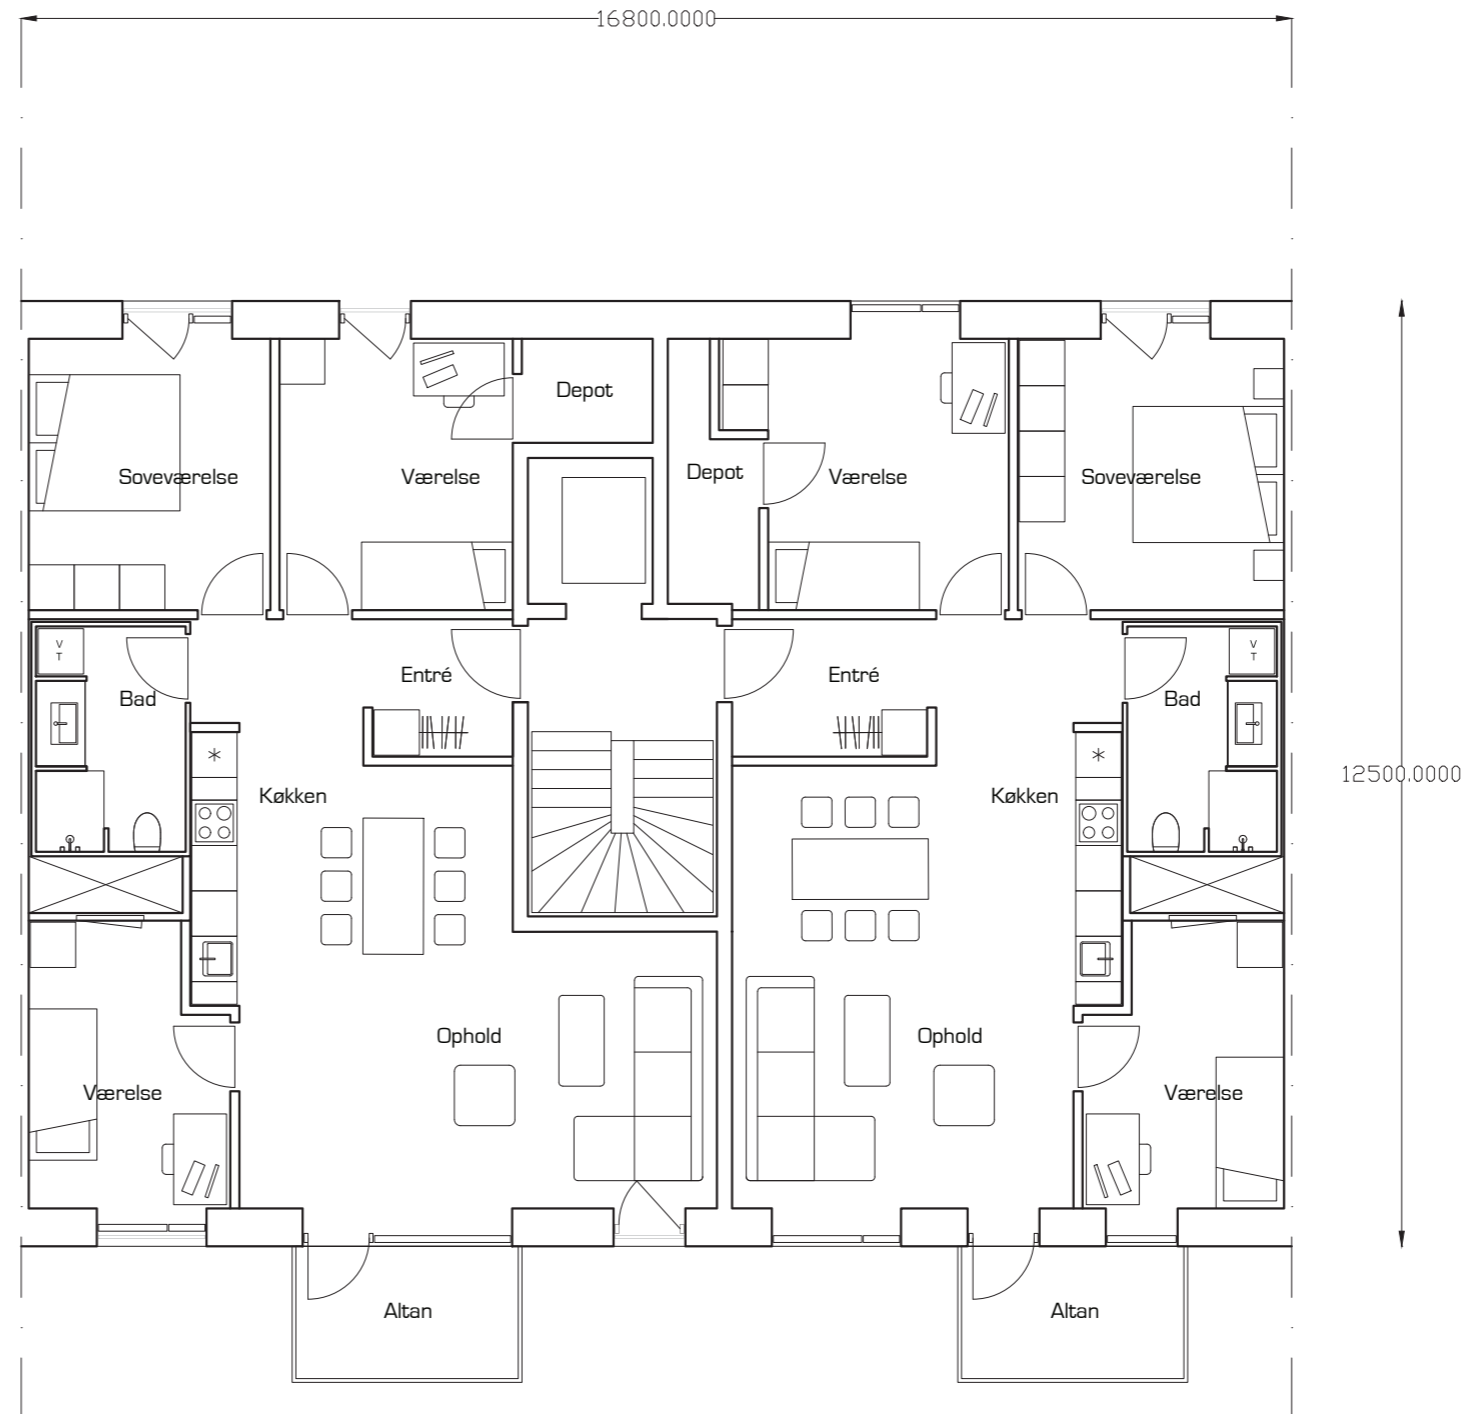 16800.0000
Depot
Depot
Soveværelse
Værelse
Værelse
Soveværelse
V
T
V
T
Entré
Entré
Bad
Bad
12500.0000
Køkken
Køkken
Ophold
Ophold
Værelse
Værelse
Altan
Altan